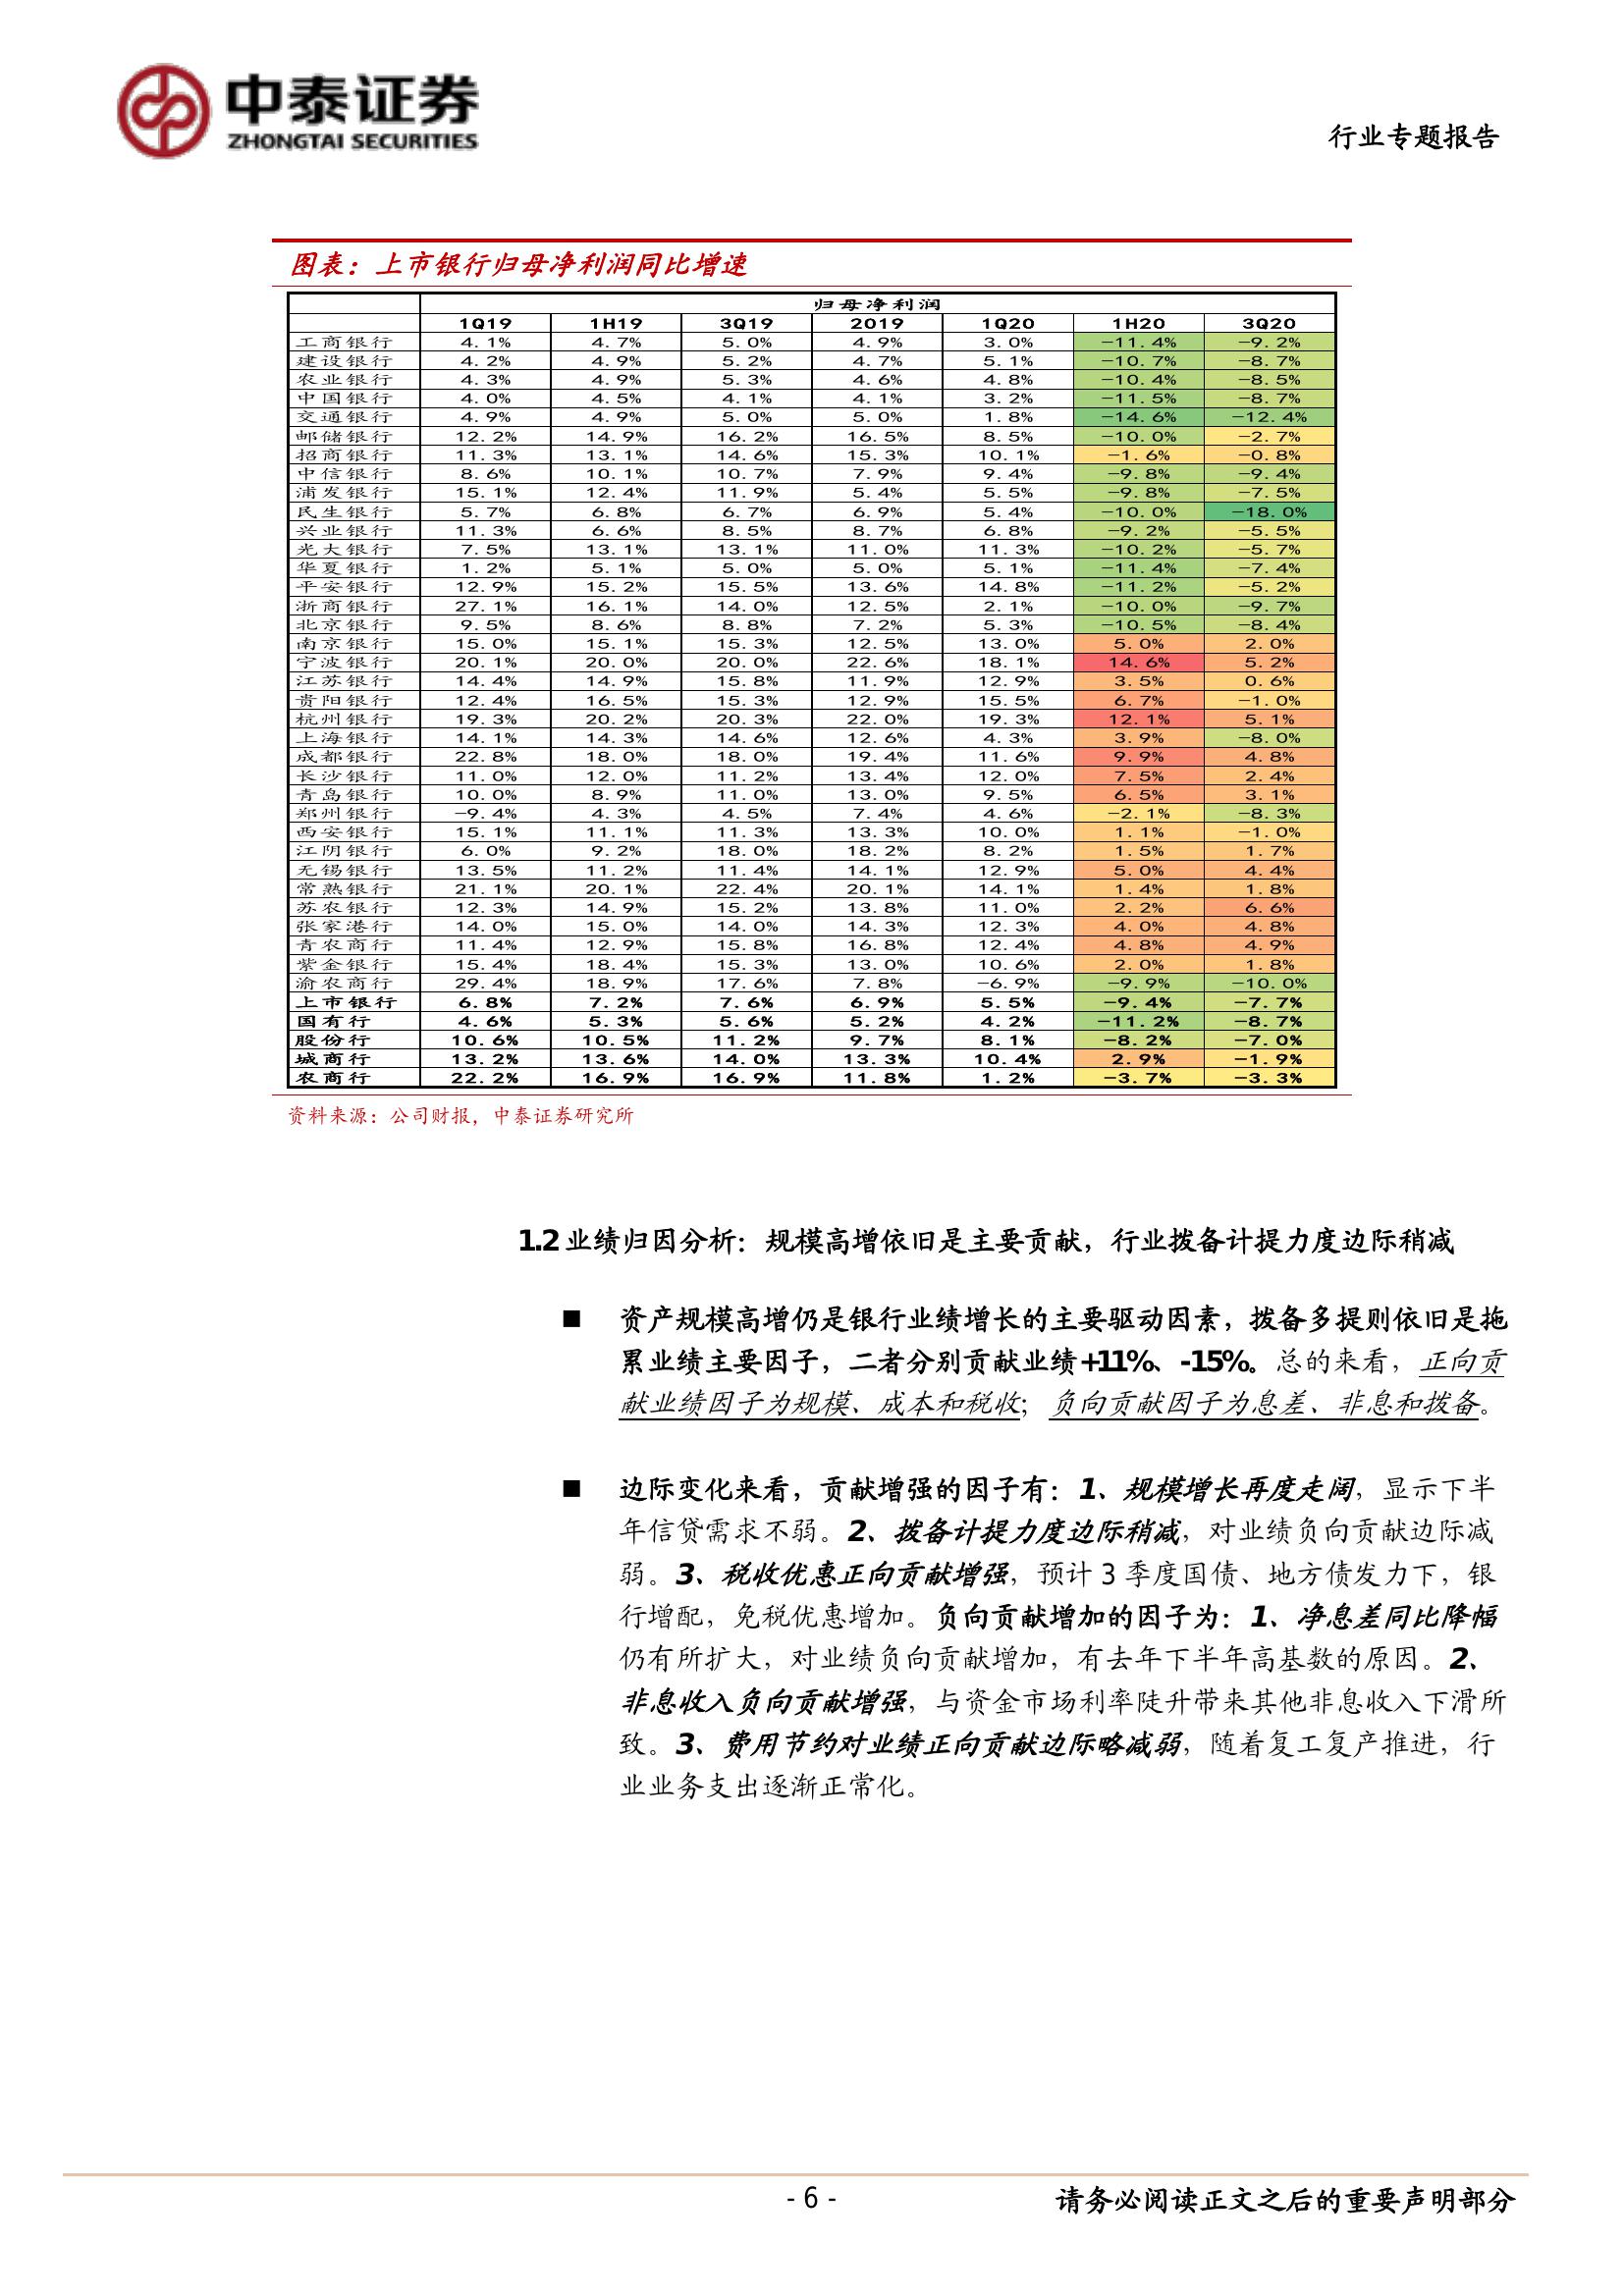 中泰证券
ZHONGTAI SECURITIES
行业专题报告
图表：上市银行归母净利润同比增速
归母净利润
1Q19 1H19 3Q19 2019 1Q20 1H20 3Q20
工商银行 4.1% 4.7% 5.0% 4.9% 3.0% -11.4% -9.2%
建设银行 4.2% 4.9% 5.2% 4.7% 5.1% -10.7% -8.7%
农业银行 4.3% 4.9% 5.3% 4.6% 4.8% -10.4% -8.5%
中国银行 4.0% 4.5% 4.1% 4.1% 3.2% -11.5% -8.7%
交通银行 4.9% 4.9% 5.0% 5.0% 1.8% -14.6% -12.4%
邮储银行 12.2% 14.9% 16.2% 16.5% 8.5% -10.0% -2.7%
招商银行 11.3% 13.1% 14.6% 15.3% 10.1% -1.6% -0.8%
中信银行 8.6% 10.1% 10.7% 7.9% 9.4% -9.8% -9.4%
浦发银行 15.1% 12.4% 11.9% 5.4% 5.5% -9.8% -7.5%
民生银行 5.7% 6.8% 6.7% 6.9% 5.4% -10.0% -18.0%
兴业银行 11.3% 6.6% 8.5% 8.7% 6.8% -9.2% -5.5%
光大银行 7.5% 13.1% 13.1% 11.0% 11.3% -10.2% -5.7%
华夏银行 1.2% 5.1% 5.0% 5.0% 5.1% -11.4% -7.4%
平安银行 12.9% 15.2% 15.5% 13.6% 14.8% -11.2% -5.2%
浙商银行 27.1% 16.1% 14.0% 12.5% 2.1% -10.0% -9.7%
北京银行 9.5% 8.6% 8.8% 7.2% 5.3% -10.5% -8.4%
南京银行 15.0% 15.1% 15.3% 12.5% 13.0% 5.0% 2.0%
宁波银行 20.1% 20.0% 20.0% 22.6% 18.1% 14.6% 5.2%
江苏银行 14.4% 14.9% 15.8% 11.9% 12.9% 3.5% 0.6%
贵阳银行 12.4% 16.5% 15.3% 12.9% 15.5% 6.7% -1.0%
杭州银行 19.3% 20.2% 20.3% 22.0% 19.3% 12.1% 5.1%
上海银行 14.1% 14.3% 14.6% 12.6% 4.3% 3.9% -8.0%
成都银行 22.8% 18.0% 18.0% 19.4% 11.6% 9.9% 4.8%
长沙银行 11.0% 12.0% 11.2% 13.4% 12.0% 7.5% 2.4%
青岛银行 10.0% 8.9% 11.0% 13.0% 9.5% 6.5% 3.1%
郑州银行 -9.4% 4.3% 4.5% 7.4% 4.6% -2.1% -8.3%
西安银行 15.1% 11.1% 11.3% 13.3% 10.0% 1.1% -1.0%
江阴银行 6.0% 9.2% 18.0% 18.2% 8.2% 1.5% 1.7%
无锡银行 13.5% 11.2% 11.4% 14.1% 12.9% 5.0% 4.4%
常熟银行 21.1% 20.1% 22.4% 20.1% 14.1% 1.4% 1.8%
苏农银行 12.3% 14.9% 15.2% 13.8% 11.0% 2.2% 6.6%
张家港行 14.0% 15.0% 14.0% 14.3% 12.3% 4.0% 4.8%
青农商行 11.4% 12.9% 15.8% 16.8% 12.4% 4.8% 4.9%
紫金银行 15.4% 18.4% 15.3% 13.0% 10.6% 2.0% 1.8%
渝农商行 29.4% 18.9% 17.6% 7.8% -6.9% -9.9% -10.0%
上市银行 6.8% 7.2% 7.6% 6.9% 5.5% -9.4% -7.7%
国有行 4.6% 5.3% 5.6% 5.2% 4.2% -11.2% -8.7%
股份行 10.6% 10.5% 11.2% 9.7% 8.1% -8.2% -7.0%
城商行 13.2% 13.6% 14.0% 13.3% 10.4% 2.9% -1.9%
农商行 22.2% 16.9% 16.9% 11.8% 1.2% -3.7% -3.3%
资料来源：公司财报，中泰证券研究所
1.2 业绩归因分析：规模高增依旧是主要贡献，行业拨备计提力度边际稍减
■ 资产规模高增仍是银行业绩增长的主要驱动因素，拨备多提则依旧是拖
累业绩主要因子，二者分别贡献业绩+11%、-15%。总的来看，正向贡
献业绩因子为规模、成本和税收；负向贡献因子为息差、非息和拨备。
■ 边际变化来看，贡献增强的因子有：1、规模增长再度走阔，显示下半
年信贷需求不弱。2、拨备计提力度边际稍减，对业绩负向贡献边际减
弱。3、税收优惠正向贡献增强，预计 3 季度国债、地方债发力下，银
行增配，免税优惠增加。负向贡献增加的因子为：1、净息差同比降幅
仍有所扩大，对业绩负向贡献增加，有去年下半年高基数的原因。2、
非息收入负向贡献增强，与资金市场利率陡升带来其他非息收入下滑所
致。3、费用节约对业绩正向贡献边际略减弱，随着复工复产推进，行
业业务支出逐渐正常化。
- 6 -
请务必阅读正文之后的重要声明部分